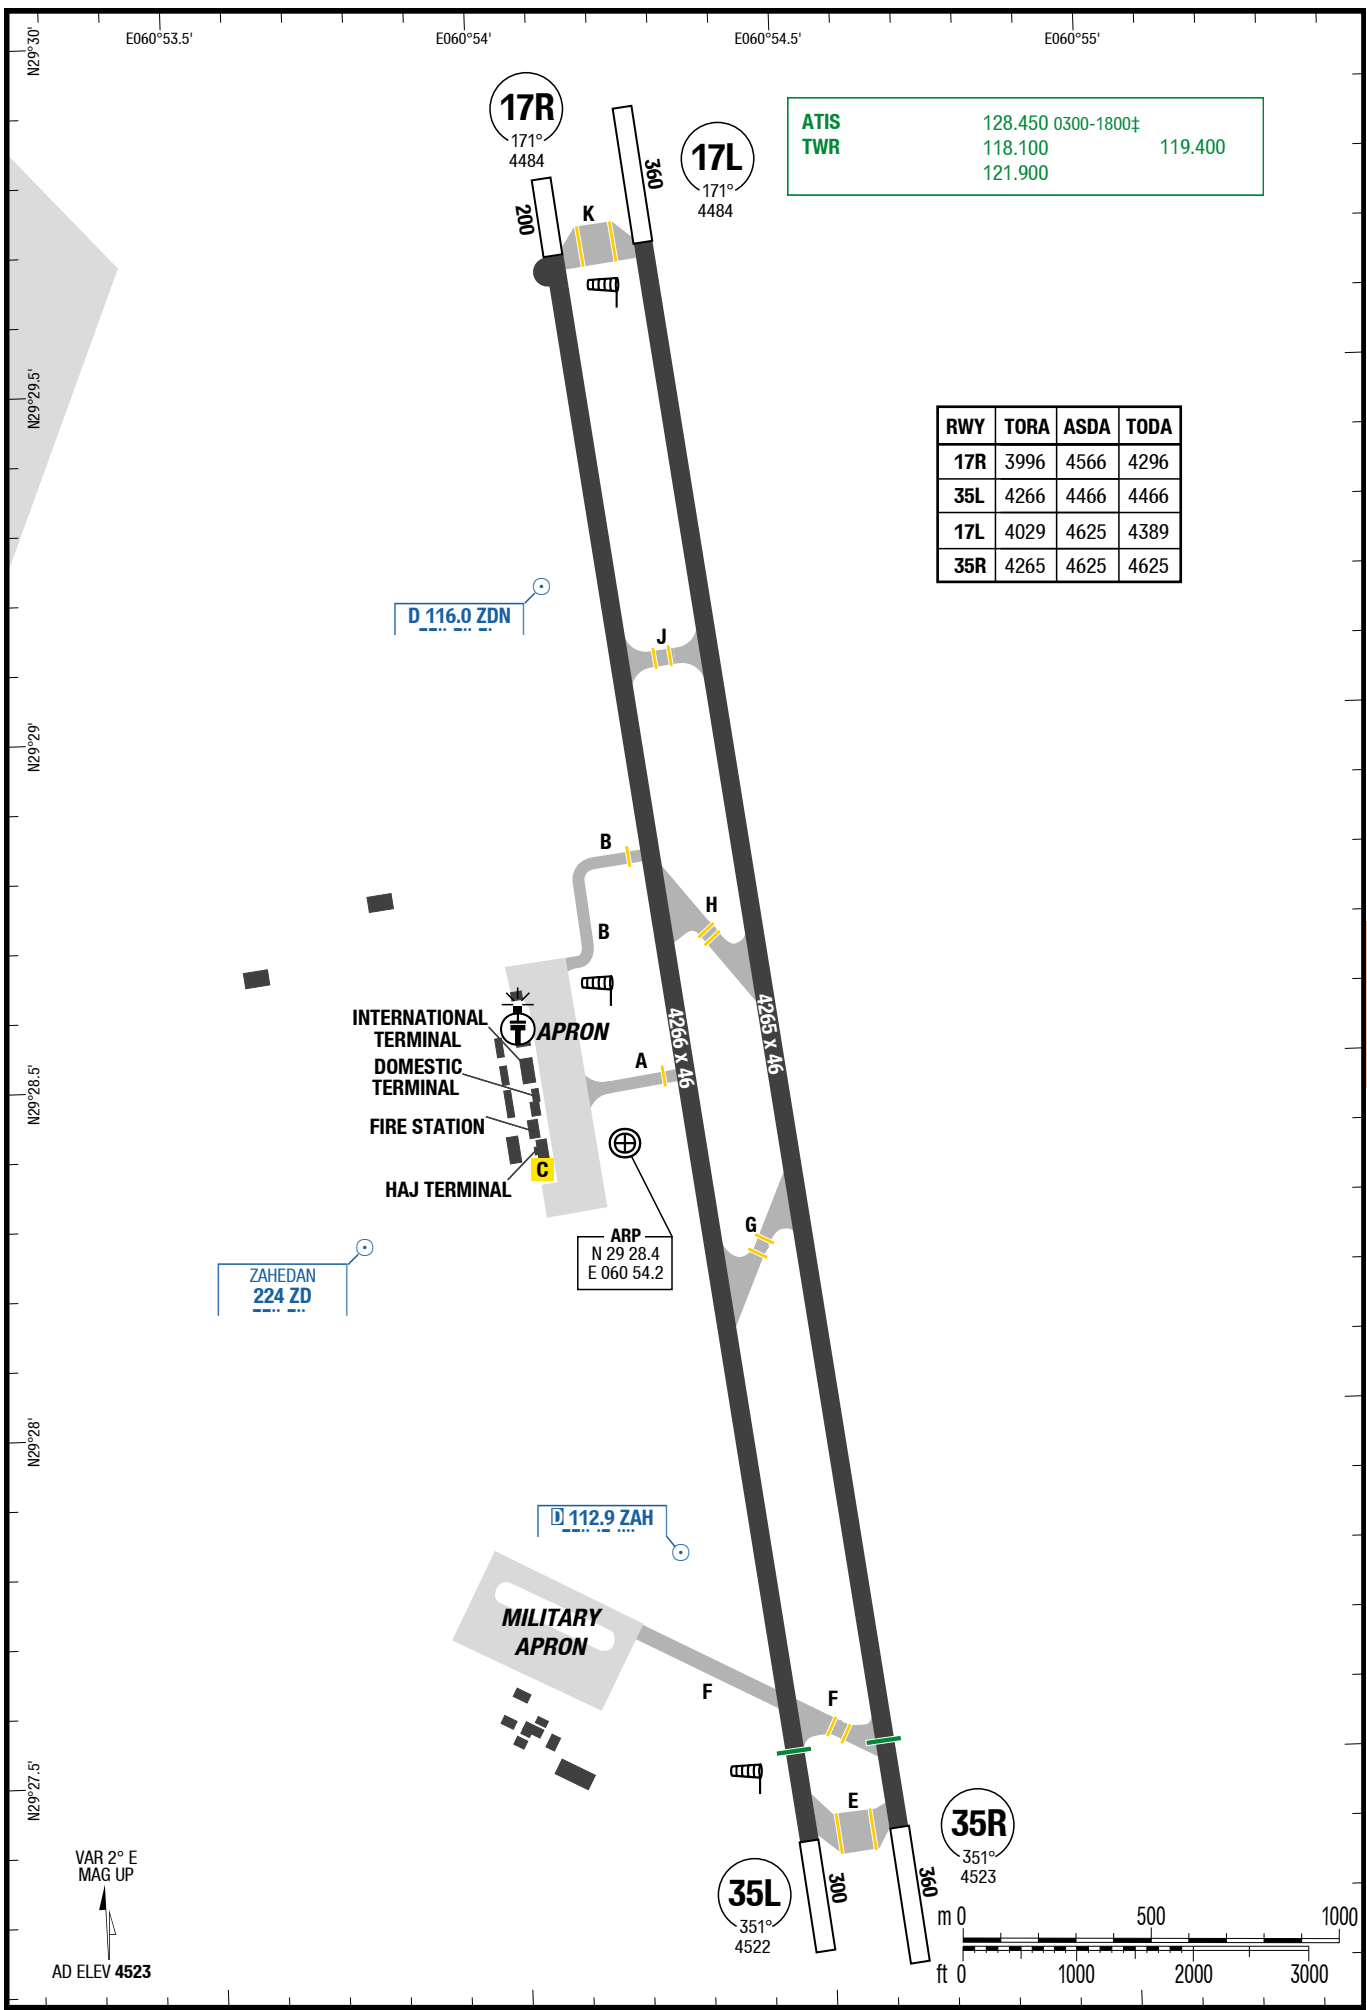 E060°53.5'
E060°54'
E060°54.5'
E060°55'
N29°30'
17R
171°
4484
17L
171°
4484
ATIS 128.450 0300-1800‡
TWR 118.100 119.400
121.900
360
200
K
N29°29.5'
RWY TORA ASDA TODA
17R 3996 4566 4296
35L 4266 4466 4466
17L 4029 4625 4389
35R 4265 4625 4625
D 116.0 ZDN
J
N29°29'
B
H
B
4266 x 46
4265 x 46
INTERNATIONAL
TERMINAL
APRON
DOMESTIC
TERMINAL
A
N29°28.5'
FIRE STATION
C
HAJ TERMINAL
G
ARP
N 29 28.4
E 060 54.2
ZAHEDAN
224 ZD
N29°28'
D 112.9 ZAH
MILITARY
APRON
F
F
N29°27.5'
E
35R
351°
4523
35L
351°
4522
300
360
VAR 2° E
MAG UP
AD ELEV 4523
m 0 500 1000
ft 0 1000 2000 3000